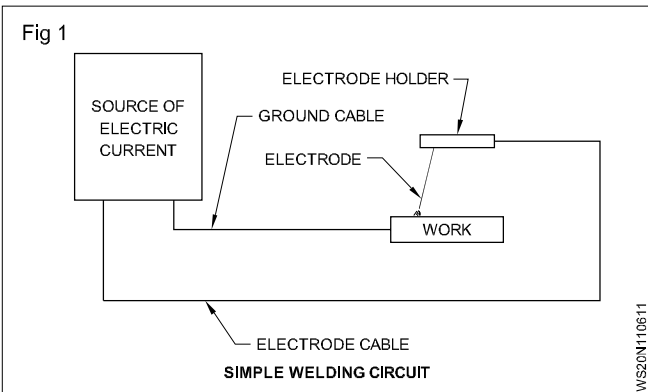 Fig 1
SOURCE OF
ELECTRIC
CURRENT
ELECTRODE HOLDER
GROUND CABLE
ELECTRODE
WORK
ELECTRODE CABLE
SIMPLE WELDING CIRCUIT
WS20N110611